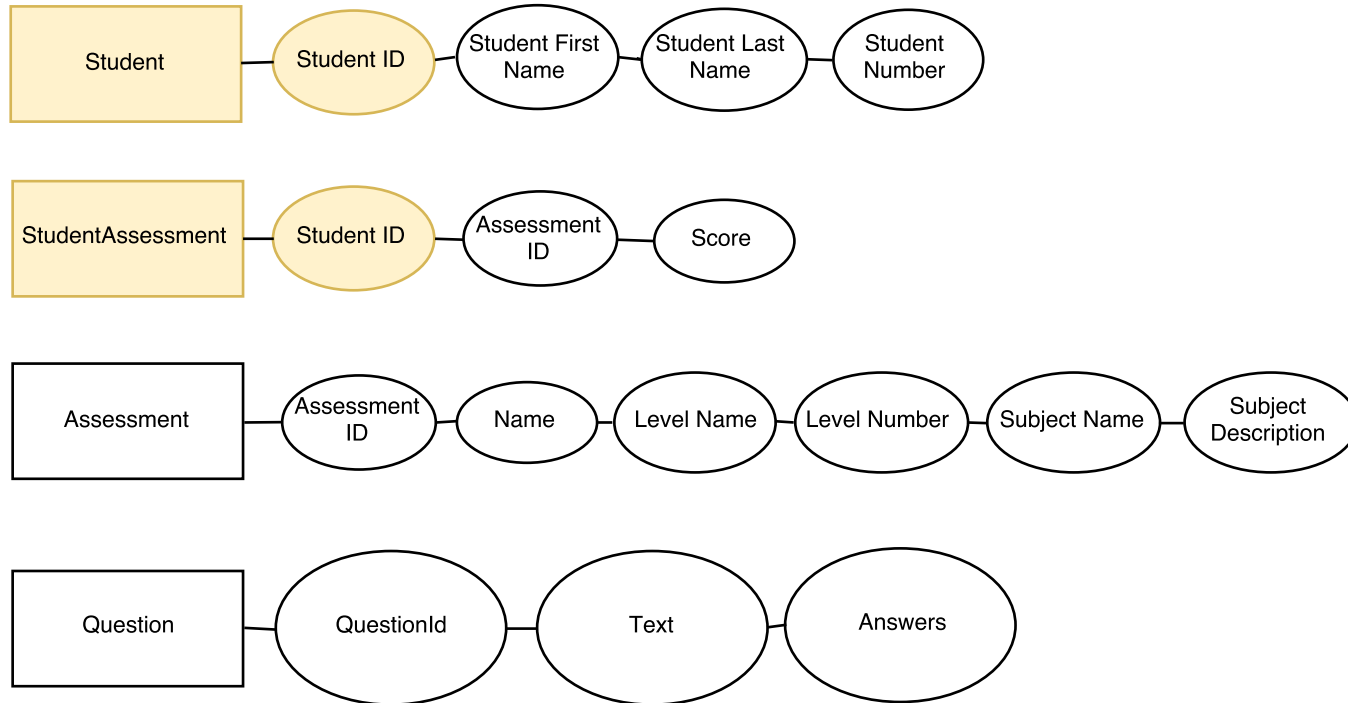 Student
Student ID
Student First
Name
Student Last
Name
Student
Number
StudentAssessment
Student ID
Assessment
ID
Score
Assessment
Assessment
ID
Name
Level Name
Level Number
Subject Name
Subject
Description
Question
QuestionId
Text
Answers